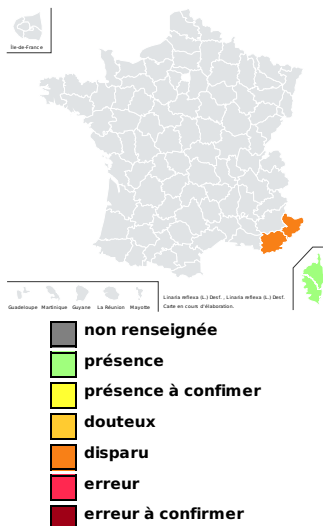 Île-de-France
Linaria reflexa (L.) Desf. , Linaria reflexa (L.) Desf.
Carte en cours d'élaboration.
Guadeloupe Martinique Guyane La Réunion Mayotte
non renseignée
présence
présence à confimer
douteux
disparu
erreur
erreur à confirmer